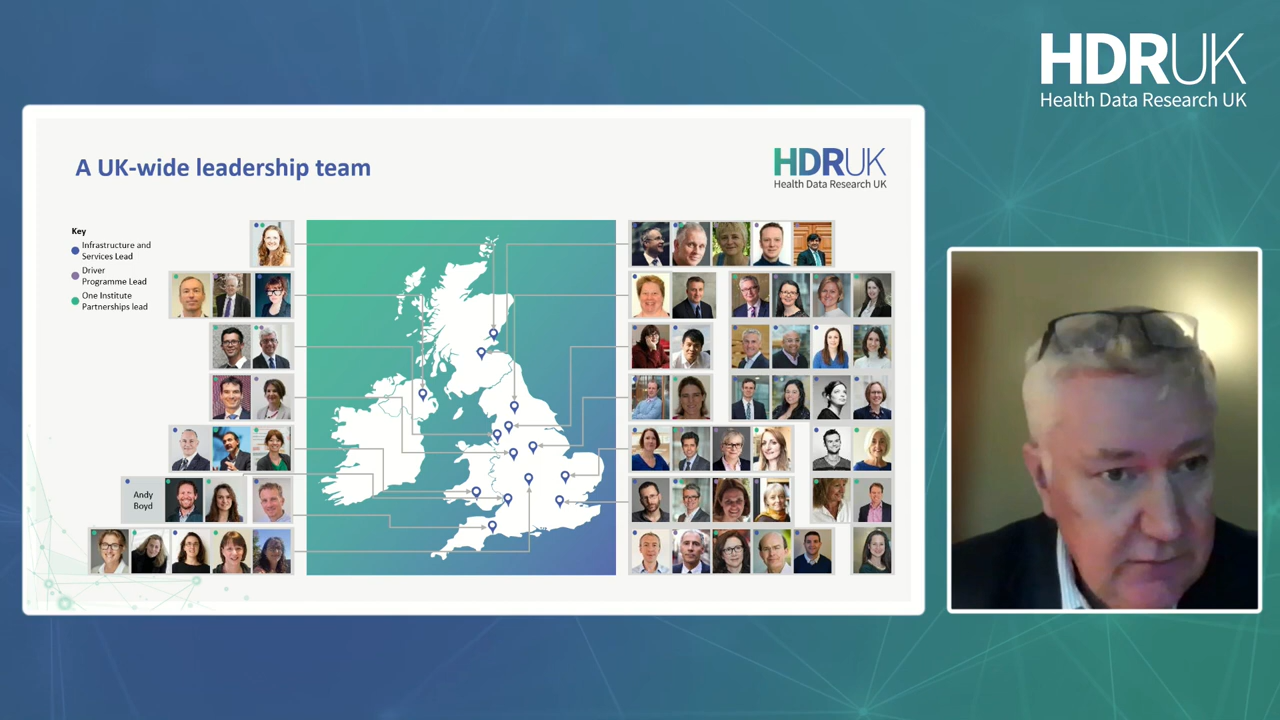 HDRUK
Health Data Research UK
A UK-wide leadership team
HDRUK
Health Data Research UK
Key
Infrastructure and
Services Lead
Driver
Programme Lead
One Institute
Partnerships lead
Andy
Boyd